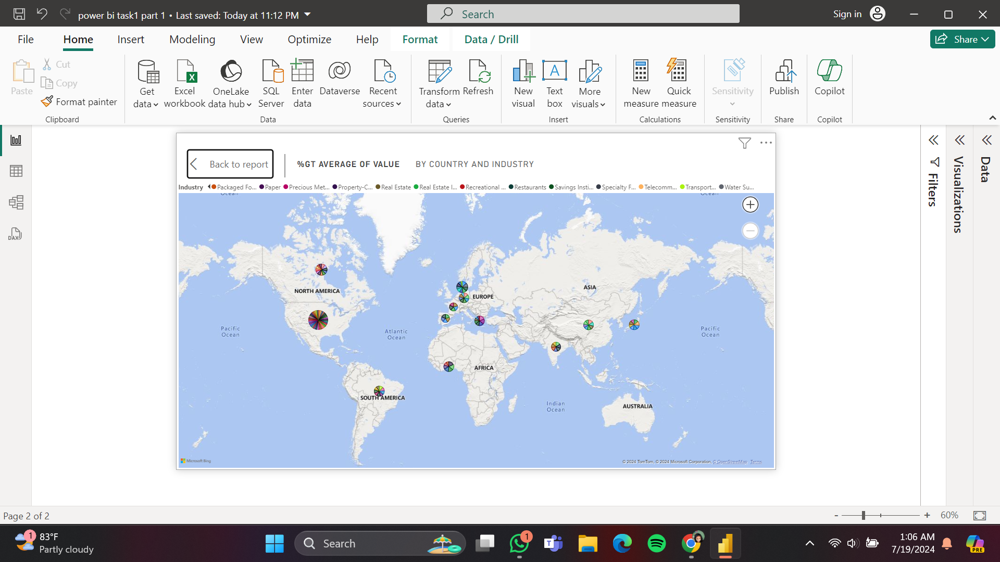 power bi task1 part 1 • Last saved: Today at 11:12 PM
Search
Sign in
File Home Insert Modeling View Optimize Help Format Data / Drill
Share
Paste
Cut
Copy
Format painter
Clipboard
Get data
Excel workbook
OneLake data hub
SQL Server
Enter data
Dataverse
Recent sources
Data
Transform data
Refresh
Queries
New visual
Text box
A
More visuals
Insert
New measure
Quick measure
Calculations
Sensitivity
Sensitivity
Publish
Share
Copilot
Copilot
DAX
Back to report
%GT AVERAGE OF VALUE BY COUNTRY AND INDUSTRY
Industry Packaged Fo... Paper Precious Met... Property-C... Real Estate Real Estate I... Recreational ... Restaurants Savings Insti... Specialty F... Telecomm... Transport... Water Su...
Ocean
Ocean
NORTH AMERICA
EUROPE
ASIA
Pacific
Ocean
Atlantic
Ocean
Pacific
Ocean
AFRICA
SOUTH AMERICA
Indian
Ocean
AUSTRALIA
Microsoft Bing
© 2024 TomTom, © 2024 Microsoft Corporation, © OpenStreetMap Terms
Filters
Visualizations
Data
Page 2 of 2
- + 60%
1
83°F
Partly cloudy
Search
1
T
1:06 AM
7/19/2024
PRE